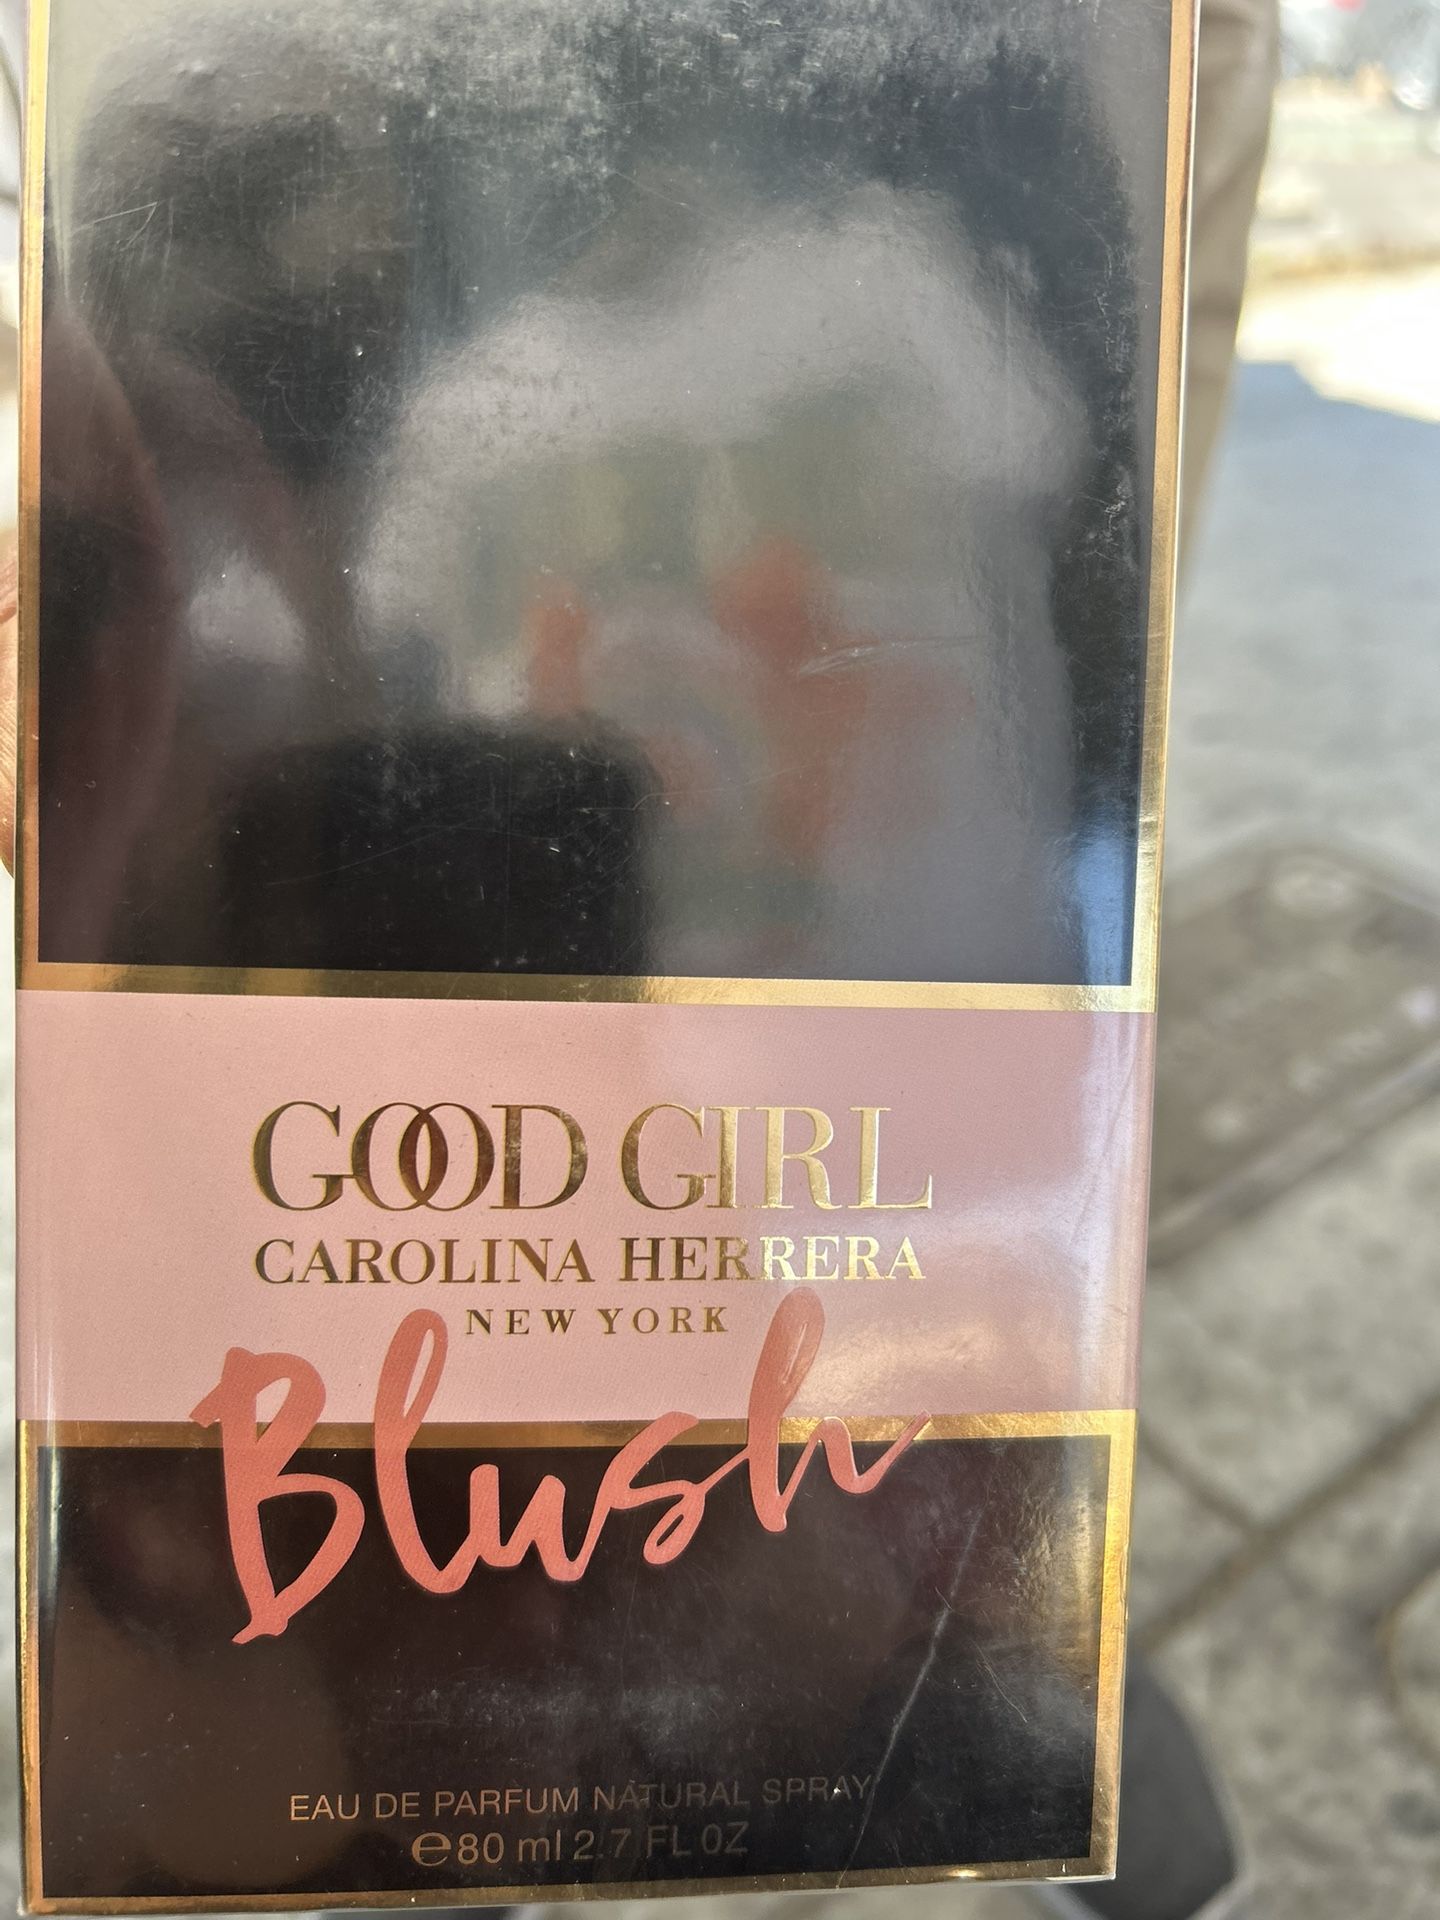 GOOD GIRL
CAROLINA HERRERA
NEW YORK
Blush
EAU DE PARFUM NATURAL SPRAY
℮80 ml 2.7 FL OZ